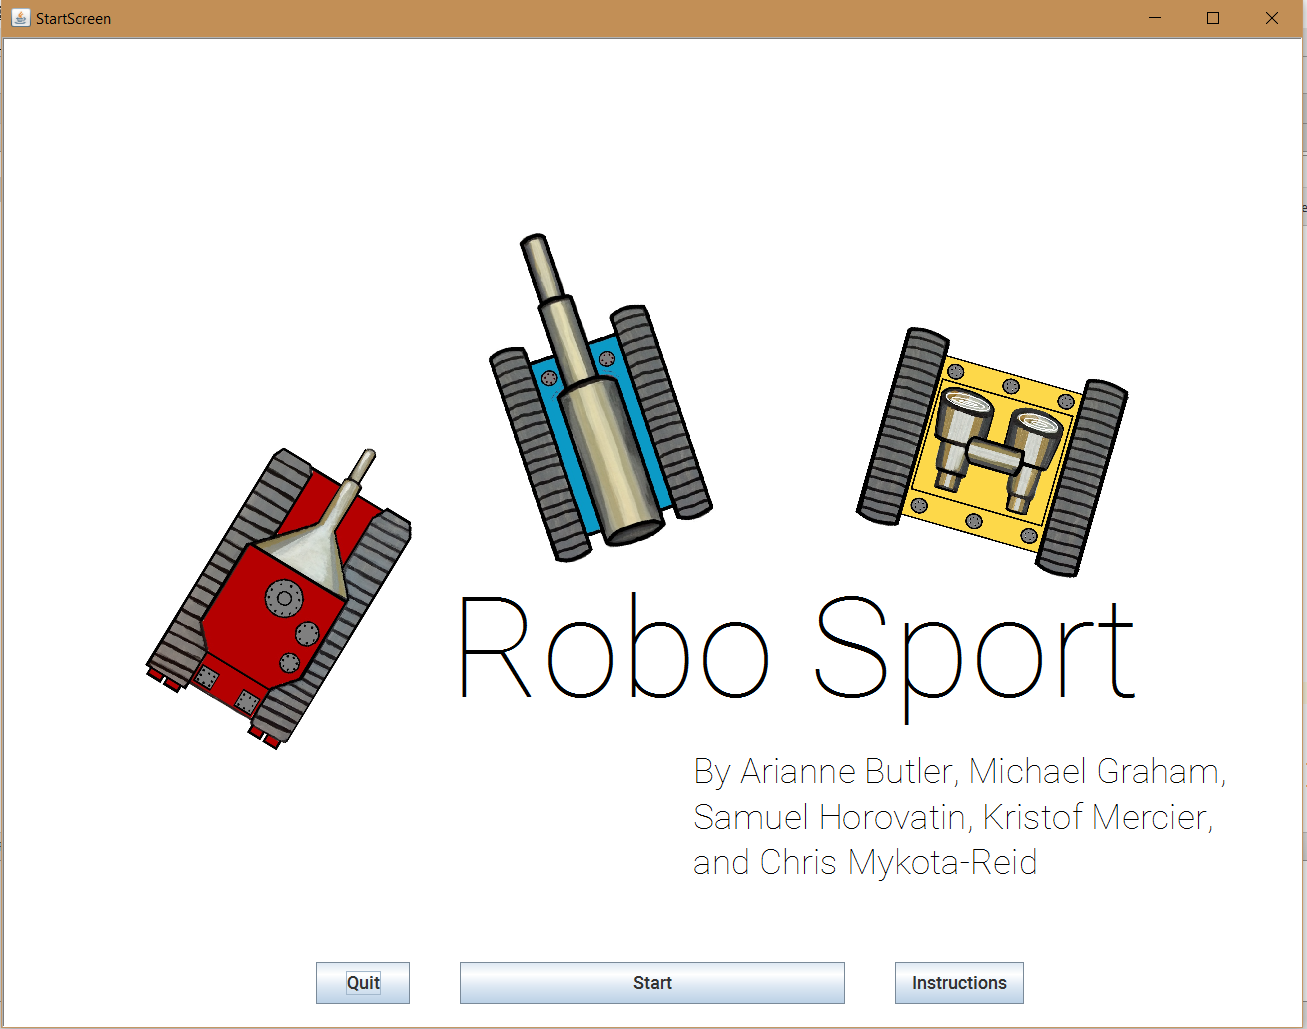 StartScreen
Robo Sport
By Arianne Butler, Michael Graham,
Samuel Horovatin, Kristof Mercier,
and Chris Mykota-Reid
Quit
Start
Instructions